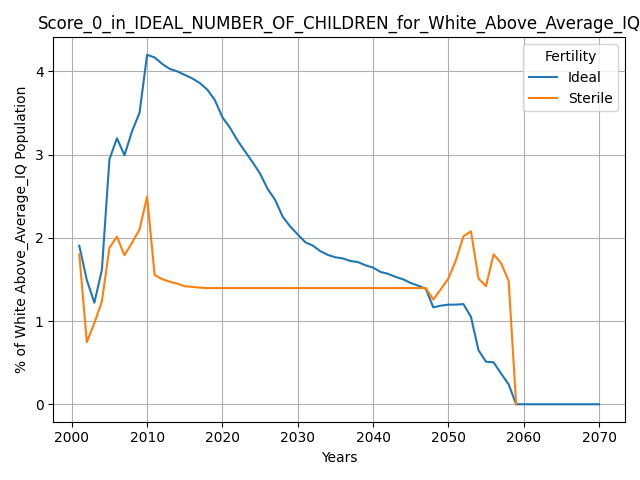 Score_0_in_IDEAL_NUMBER_OF_CHILDREN_for_White_Above_Average_IQ
Fertility
Ideal
Sterile
% of White Above_Average_IQ Population
4
3
2
1
0
2000 2010 2020 2030 2040 2050 2060 2070
Years